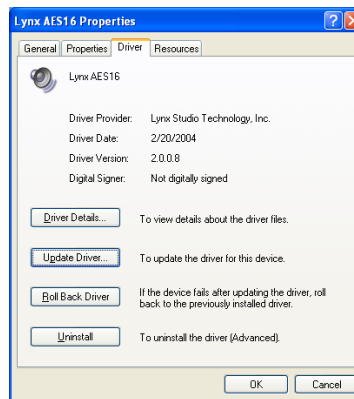 Lynx AES16 Properties
General Properties Driver Resources
Lynx AES16
Driver Provider: Lynx Studio Technology, Inc.
Driver Date: 2/20/2004
Driver Version: 2.0.0.8
Digital Signer: Not digitally signed
Driver Details... To view details about the driver files.
Update Driver... To update the driver for this device.
Roll Back Driver If the device fails after updating the driver, roll
back to the previously installed driver.
Uninstall To uninstall the driver (Advanced).
OK Cancel